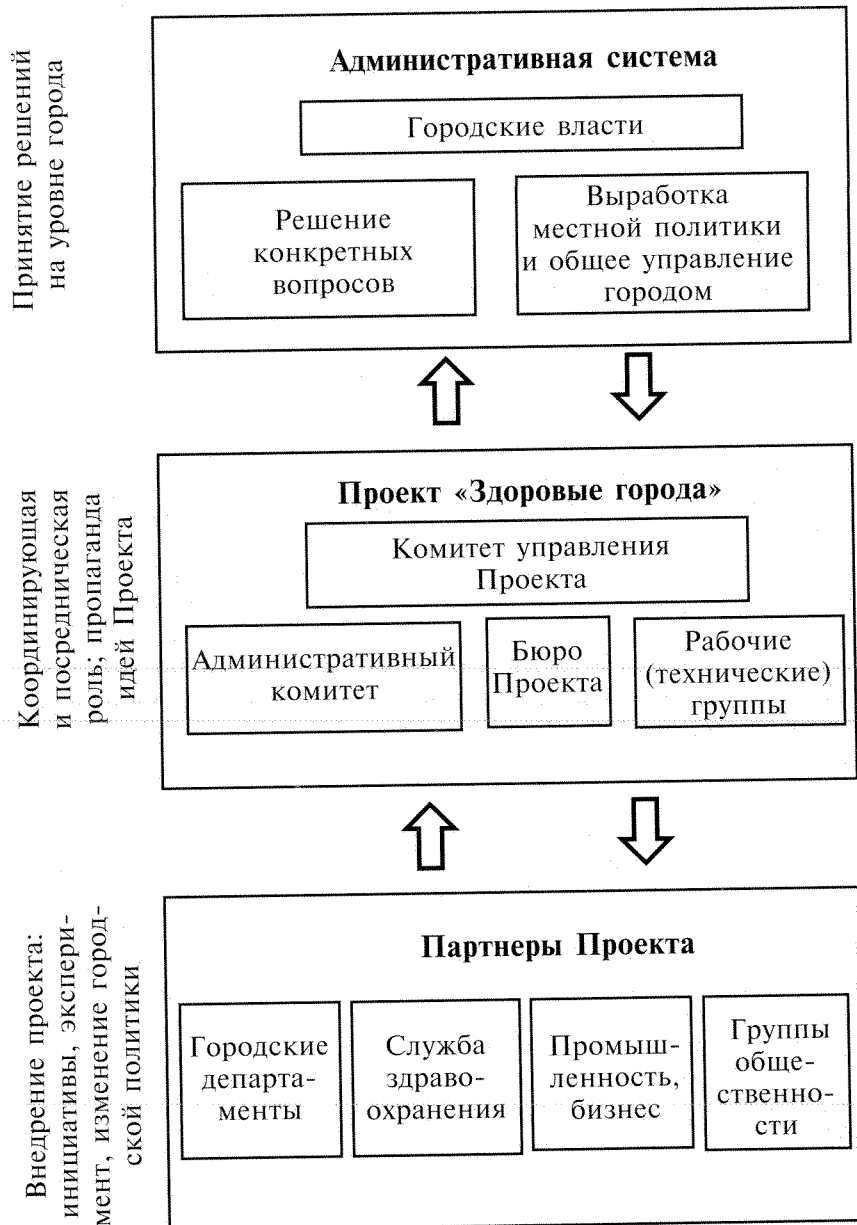 Принятие решений
на уровне города
Административная система
Городские власти
Решение
конкретных
вопросов
Выработка
местной политики
и общее управление
городом
Координирующая
и посредническая
роль; пропаганда
идей Проекта
Проект «Здоровые города»
Комитет управления
Проекта
Административный
комитет
Бюро
Проекта
Рабочие
(технические)
группы
Внедрение проекта:
инициативы, экспери-
мент, изменение город-
ской политики
Партнеры Проекта
Городские
департа-
менты
Служба
здраво-
охранения
Промыш-
ленность,
бизнес
Группы
обще-
ственно-
сти